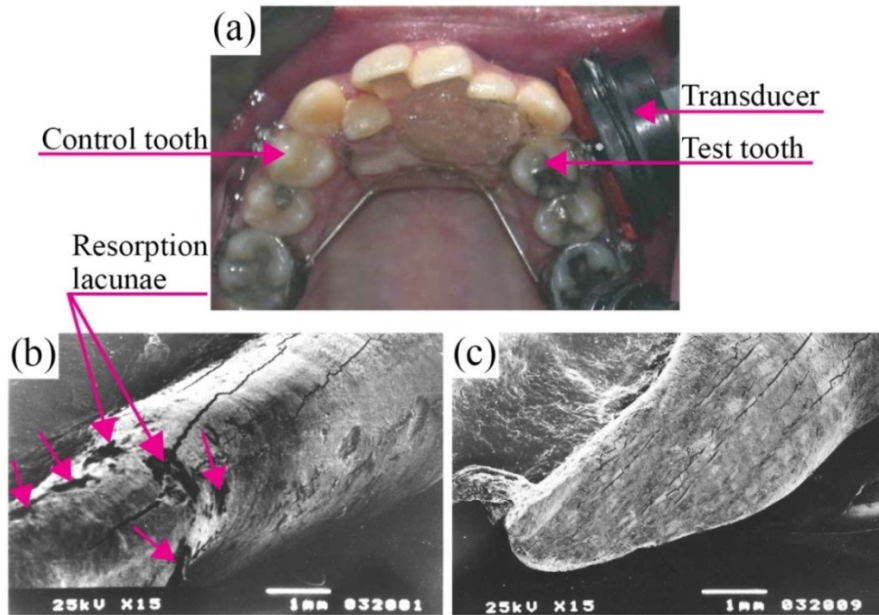 (a)
Control tooth
Transducer
Test tooth
Resorption
lacunae
(b)
(c)
25kV X15 1mm 032001
25kV X15 1mm 032009